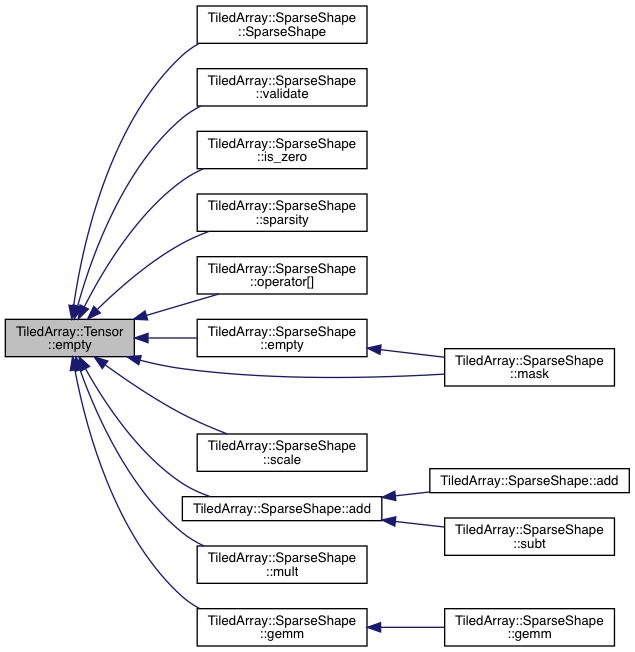 TiledArray::SparseShape
::SparseShape
TiledArray::SparseShape
::validate
TiledArray::SparseShape
::is_zero
TiledArray::SparseShape
::sparsity
TiledArray::SparseShape
::operator[]
TiledArray::Tensor
::empty
TiledArray::SparseShape
::empty
TiledArray::SparseShape
::mask
TiledArray::SparseShape
::scale
TiledArray::SparseShape::add
TiledArray::SparseShape::add
TiledArray::SparseShape
::subt
TiledArray::SparseShape
::mult
TiledArray::SparseShape
::gemm
TiledArray::SparseShape
::gemm